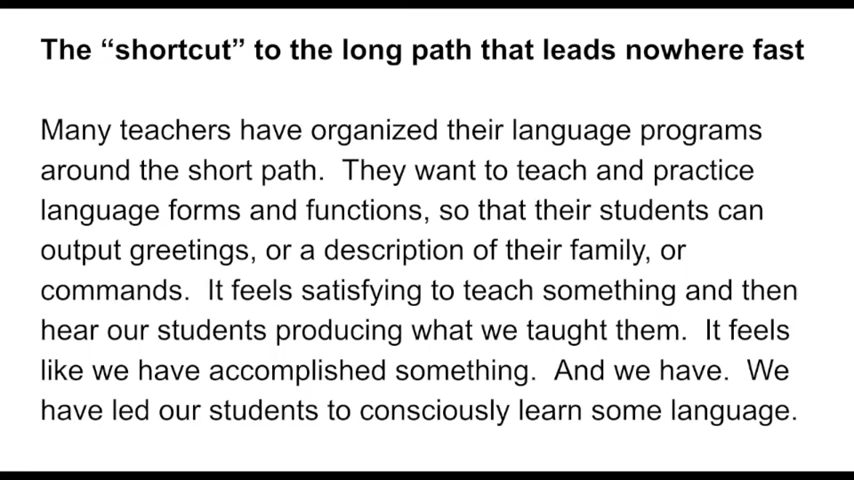 The “shortcut” to the long path that leads nowhere fast
Many teachers have organized their language programs
around the short path.  They want to teach and practice
language forms and functions, so that their students can
output greetings, or a description of their family, or
commands.  It feels satisfying to teach something and then
hear our students producing what we taught them.  It feels
like we have accomplished something.  And we have.  We
have led our students to consciously learn some language.